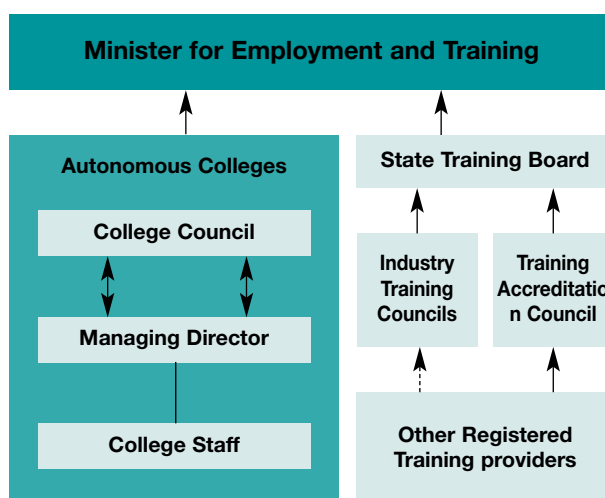 Minister for Employment and Training
Autonomous Colleges
College Council
Managing Director
College Staff
State Training Board
Industry
Training
Councils
Training
Accreditatio
n Council
Other Registered
Training providers